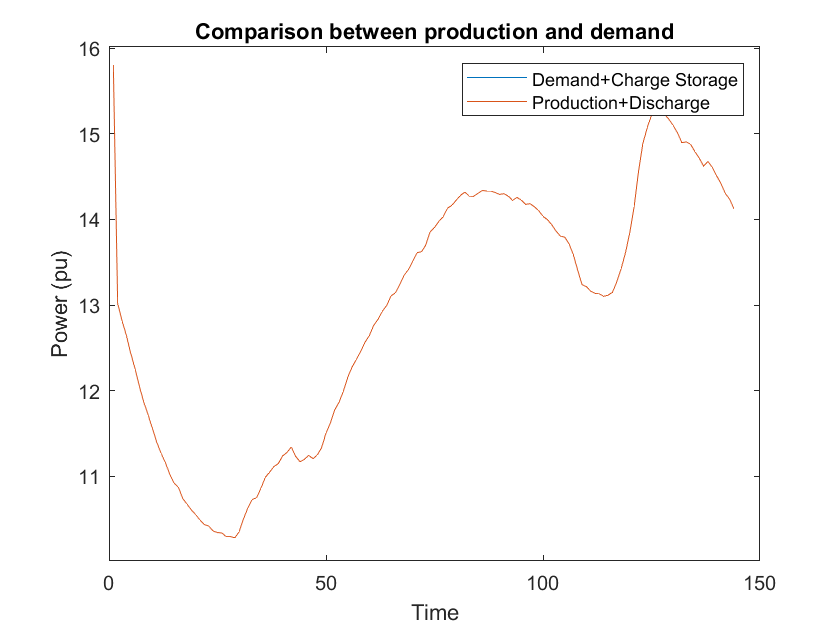 Comparison between production and demand
Demand+Charge Storage
Production+Discharge
16
15
14
13
12
11
Power (pu)
0
50
100
150
Time